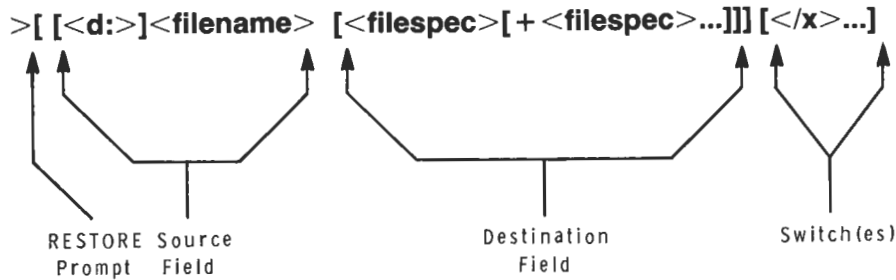 >[ [<d:>]<filename> [<filespec>[+<filespec>...]]] [</x>...]
RESTORE Prompt
Source Field
Destination Field
Switch(es)